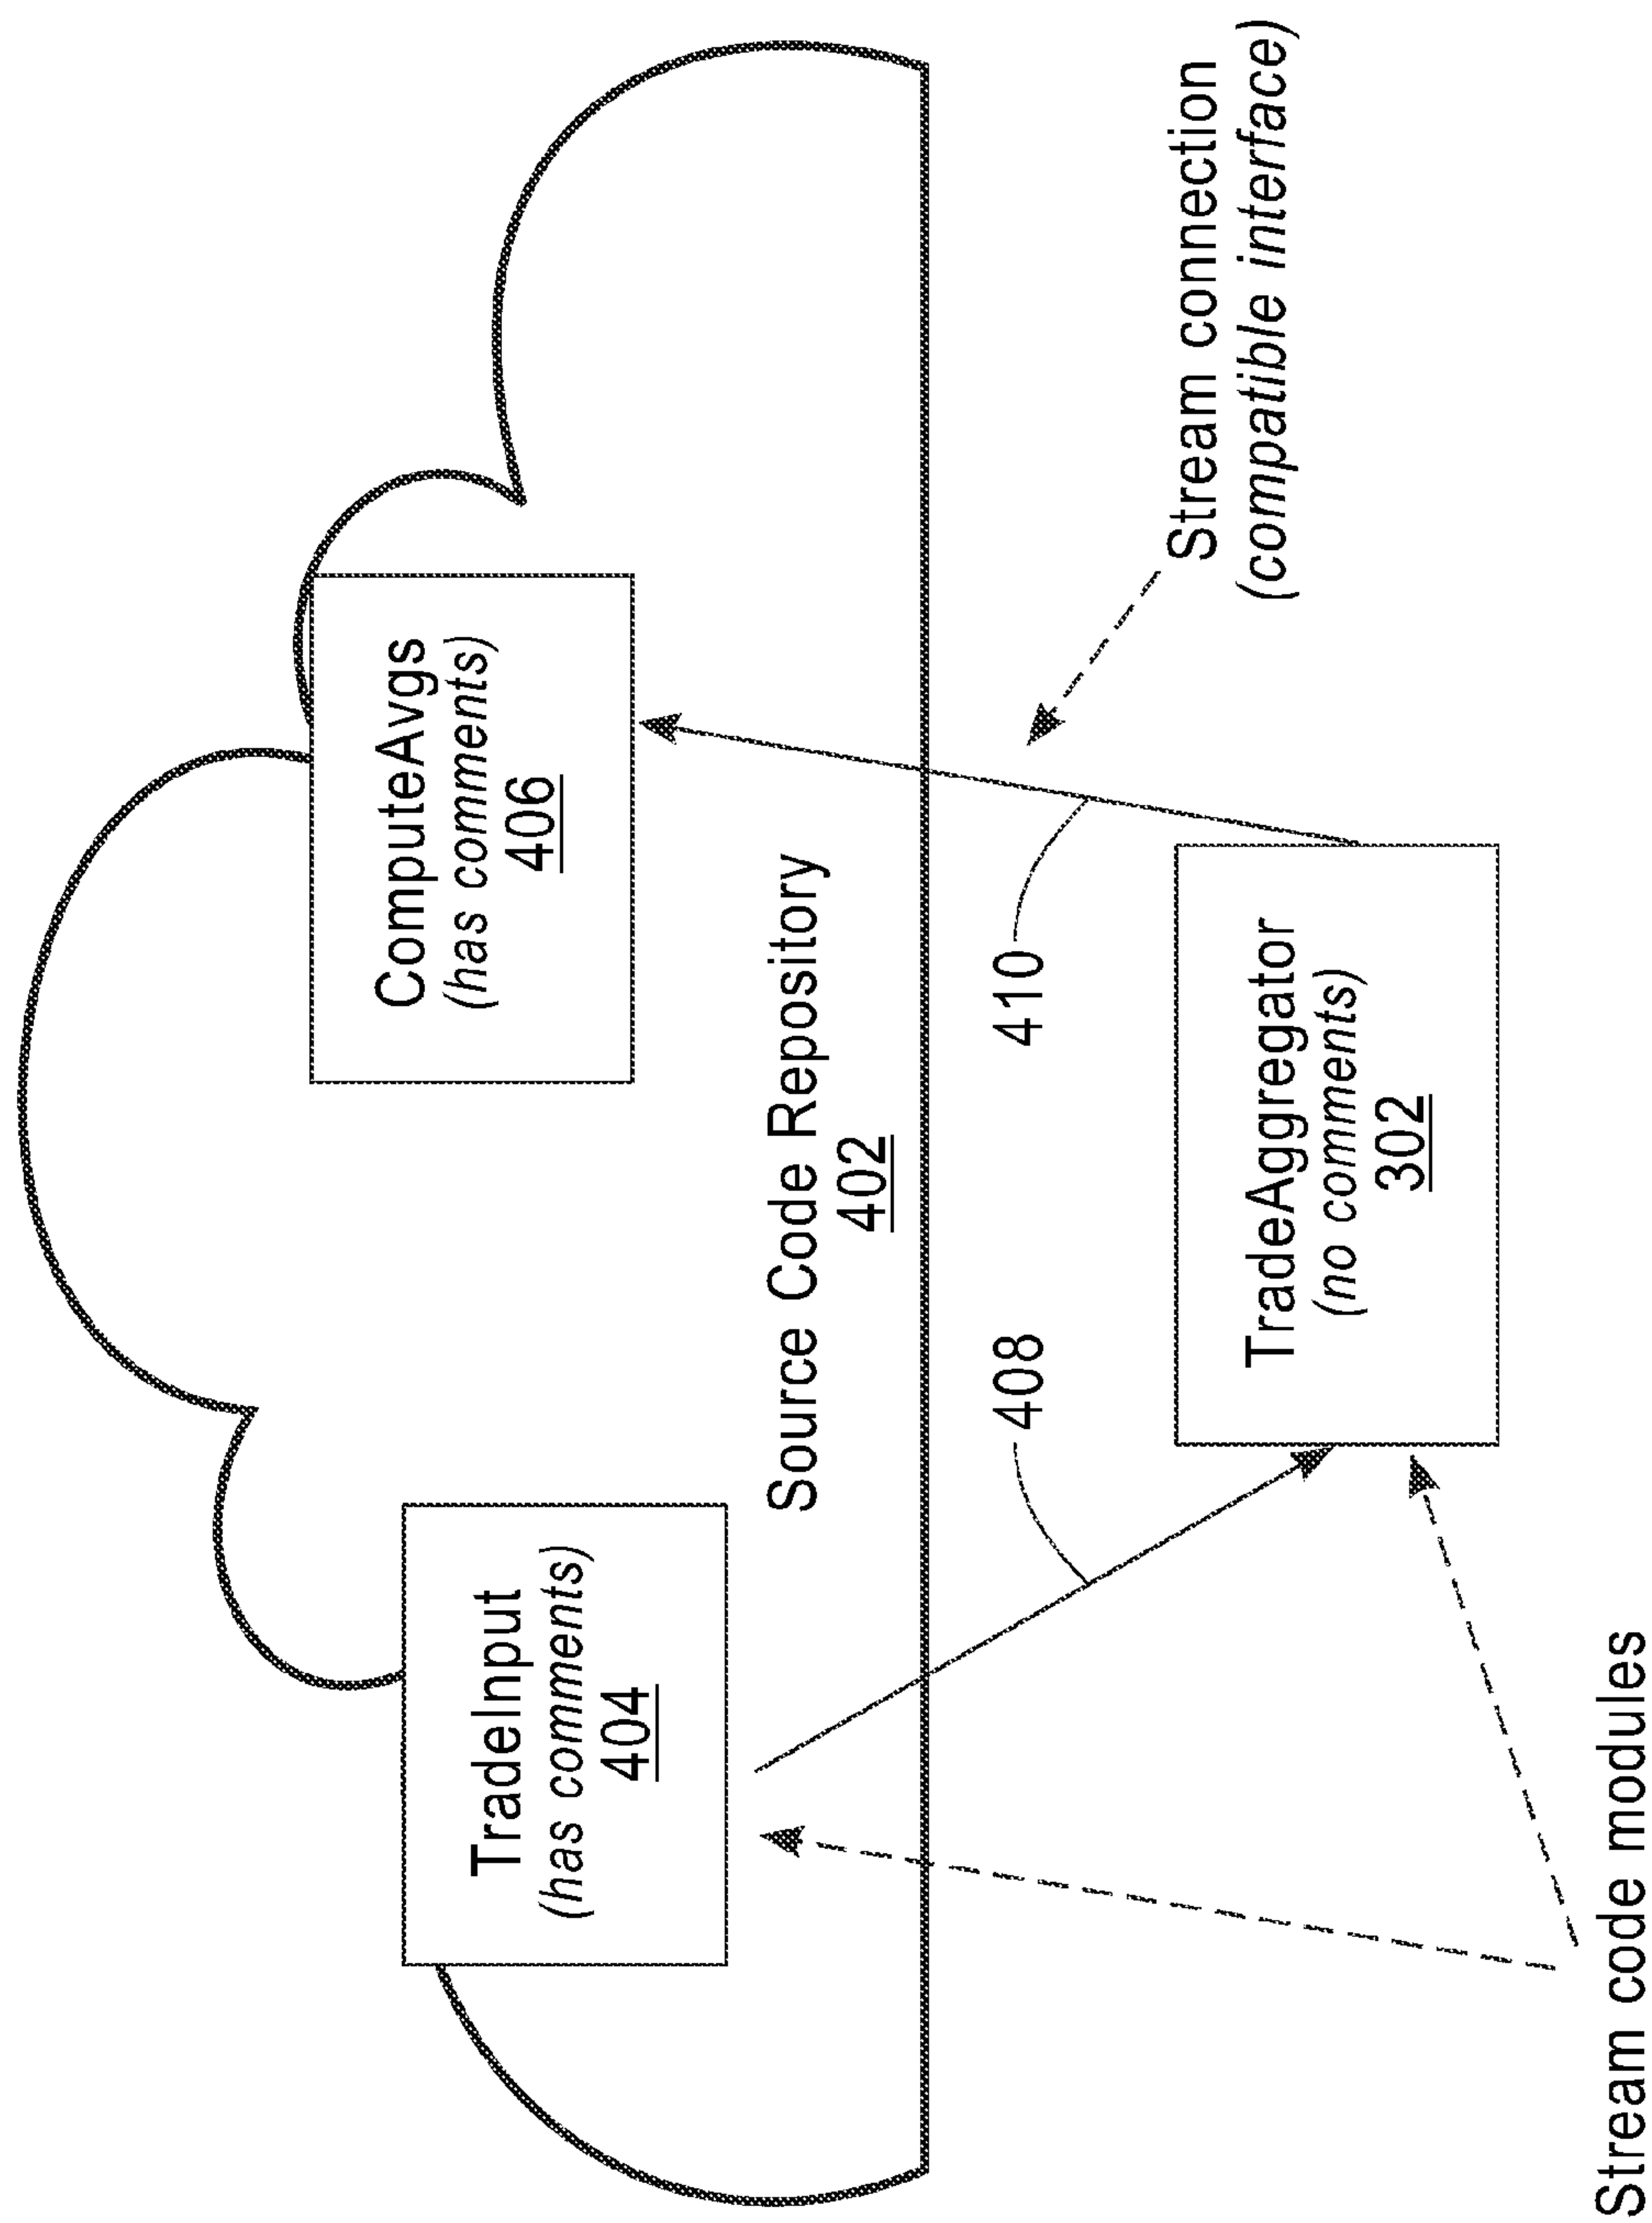 TradeInput
(has comments)
404
ComputeAvgs
(has comments)
406
Source Code Repository
402
408
410
TradeAggregator
(no comments)
302
Stream connection
(compatible interface)
Stream code modules